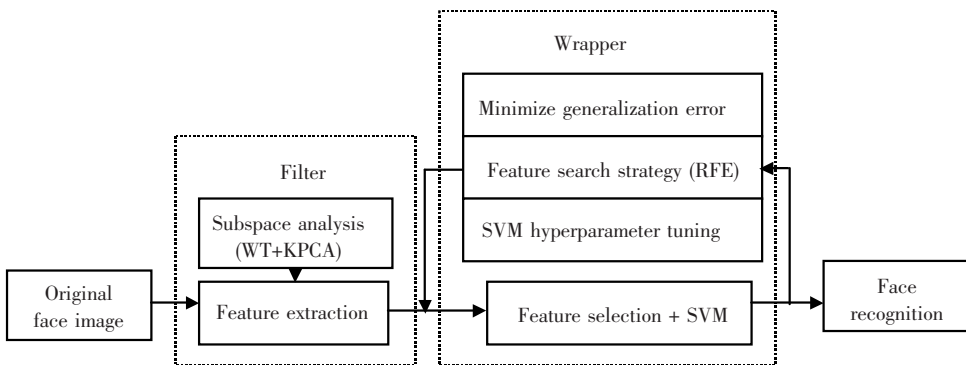 Wrapper
Minimize generalization error
Feature search strategy (RFE)
SVM hyperparameter tuning
Filter
Subspace analysis
(WT+KPCA)
Original
face image
Feature extraction
Feature selection + SVM
Face
recognition